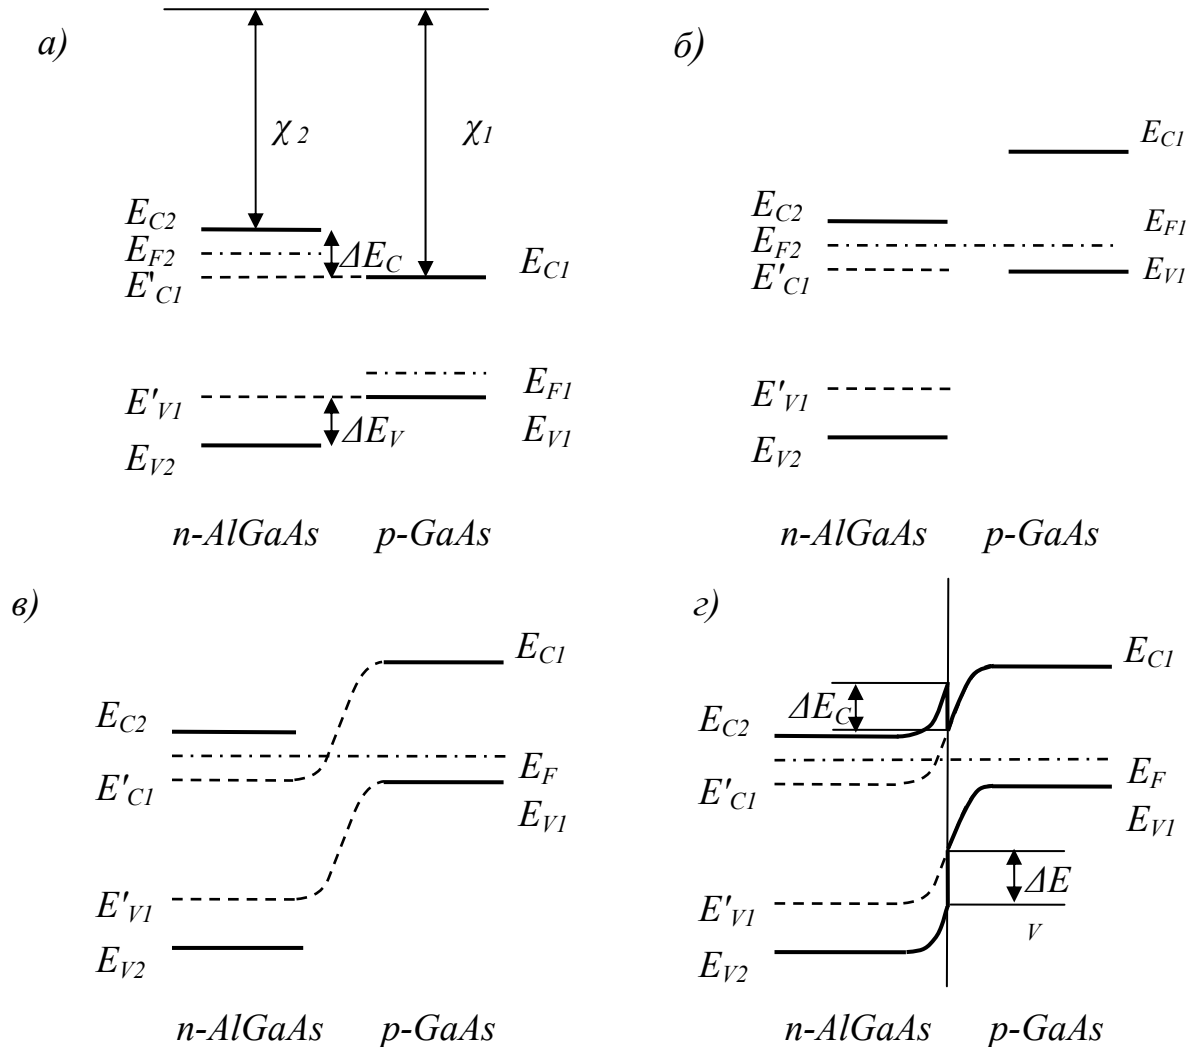 а)
χ2
χ1
EC2
EF2
E'C1
ΔEC
EC1
E'V1
EF1
ΔEV
EV1
EV2
n-AlGaAs p-GaAs
б)
EC1
EC2
EF1
EF2
E'C1
EV1
E'V1
EV2
n-AlGaAs p-GaAs
в)
EC1
EC2
EF
E'C1
EV1
E'V1
EV2
n-AlGaAs p-GaAs
г)
EC1
ΔEC
EC2
EF
E'C1
EV1
ΔE
E'V1
V
EV2
n-AlGaAs p-GaAs